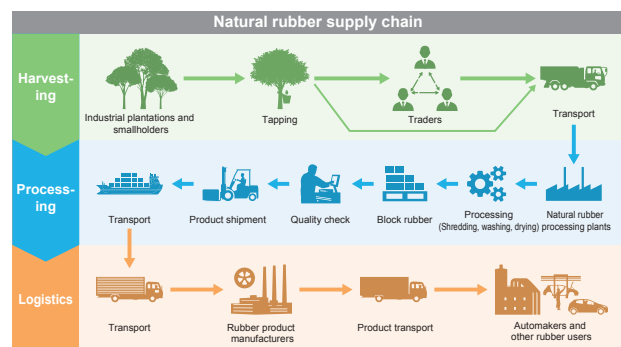 Natural rubber supply chain
Harvest-
ing
Industrial plantations and
smallholders
Tapping
Traders
Transport
Process-
ing
Transport
Product shipment
Quality check
Block rubber
Processing
(Shredding, washing, drying)
Natural rubber
processing plants
Logistics
Transport
Rubber product
manufacturers
Product transport
Automakers and
other rubber users